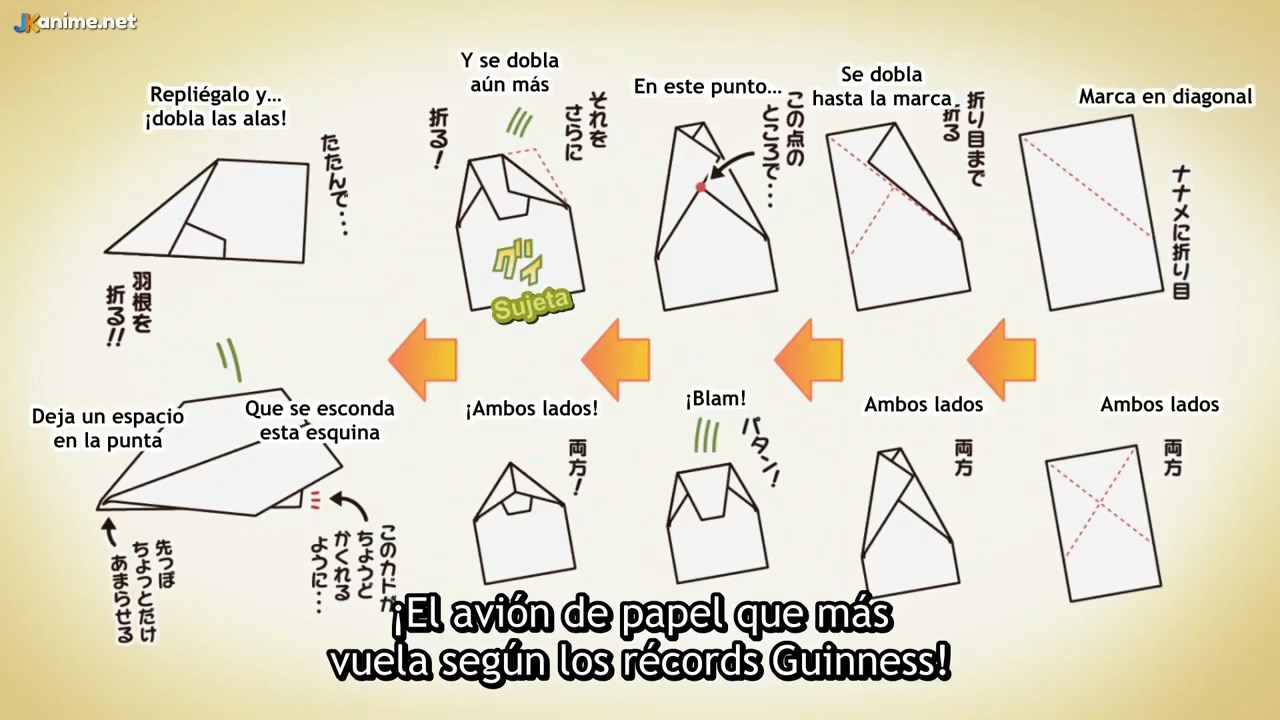 JKanime.net
Marca en diagonal
ナナメに折り目
Ambos lados
両方
Se dobla
hasta la marca
折り目まで
折る
Ambos lados
両方
En este punto…
この点の
ところで…
¡Blam!
バタン!
Y se dobla
aún más
それを
さらに
折る!
グイ
Sujeta
¡Ambos lados!
両方!
Repliégalo y…
¡dobla las alas!
たたんで…
羽根を
折る!!
Deja un espacio
en la punta
Que se esconda
esta esquina
このカドが
ちょうど
かくれる
ように…
先っぽ
ちょっとだけ
あまらせる
¡El avión de papel que más
vuela según los récords Guinness!